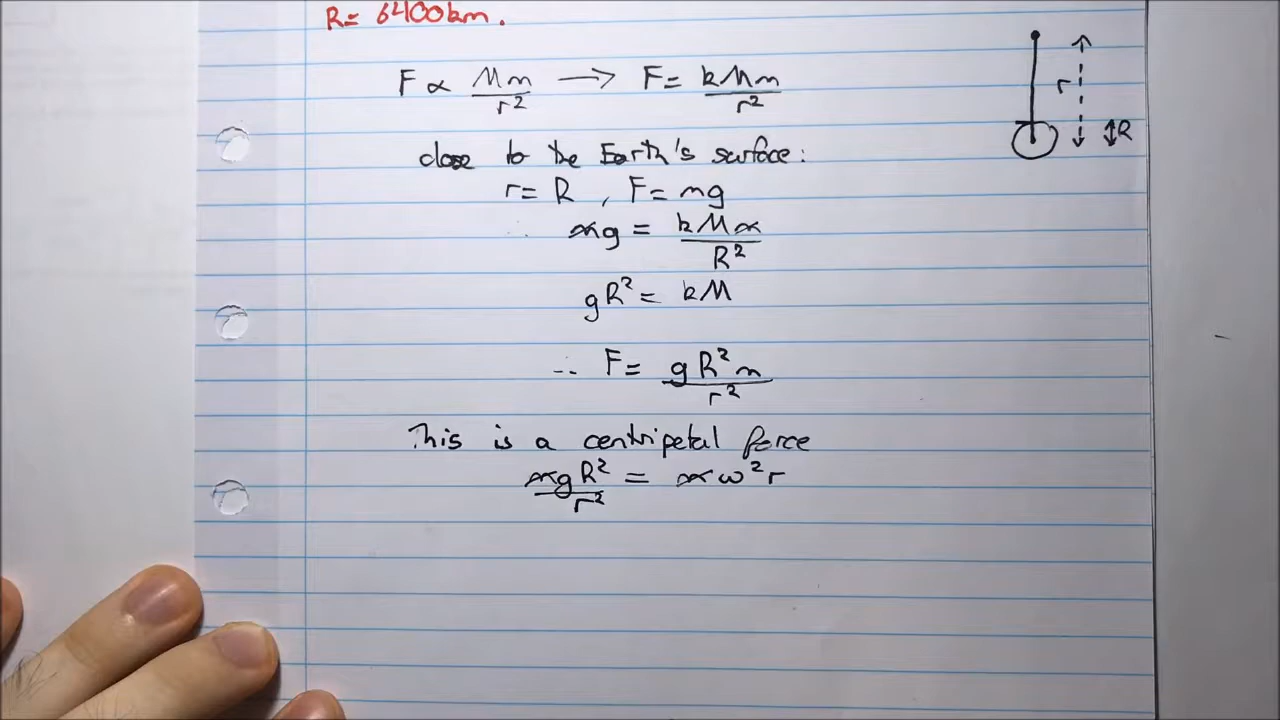 R= 6400km.
F ∝ Mm/r² → F= kMm/r²
close to the Earth's surface:
r= R , F= mg
mg = kMm/R²
gR² = kM
∴ F= gR²m/r²
This is a centripetal force
mgR²/r² = mω²r
r
R